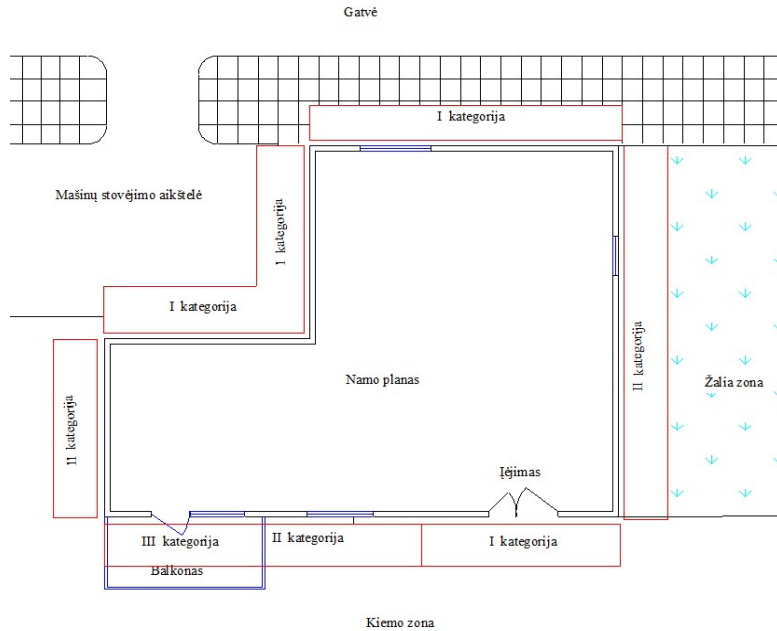 Gatvė
I kategorija
Mašinų stovėjimo aikštelė
I kategorija
I kategorija
II kategorija
Namo planas
II kategorija
Žalia zona
Įėjimas
III kategorija
II kategorija
I kategorija
Balkonas
Kiemo zona